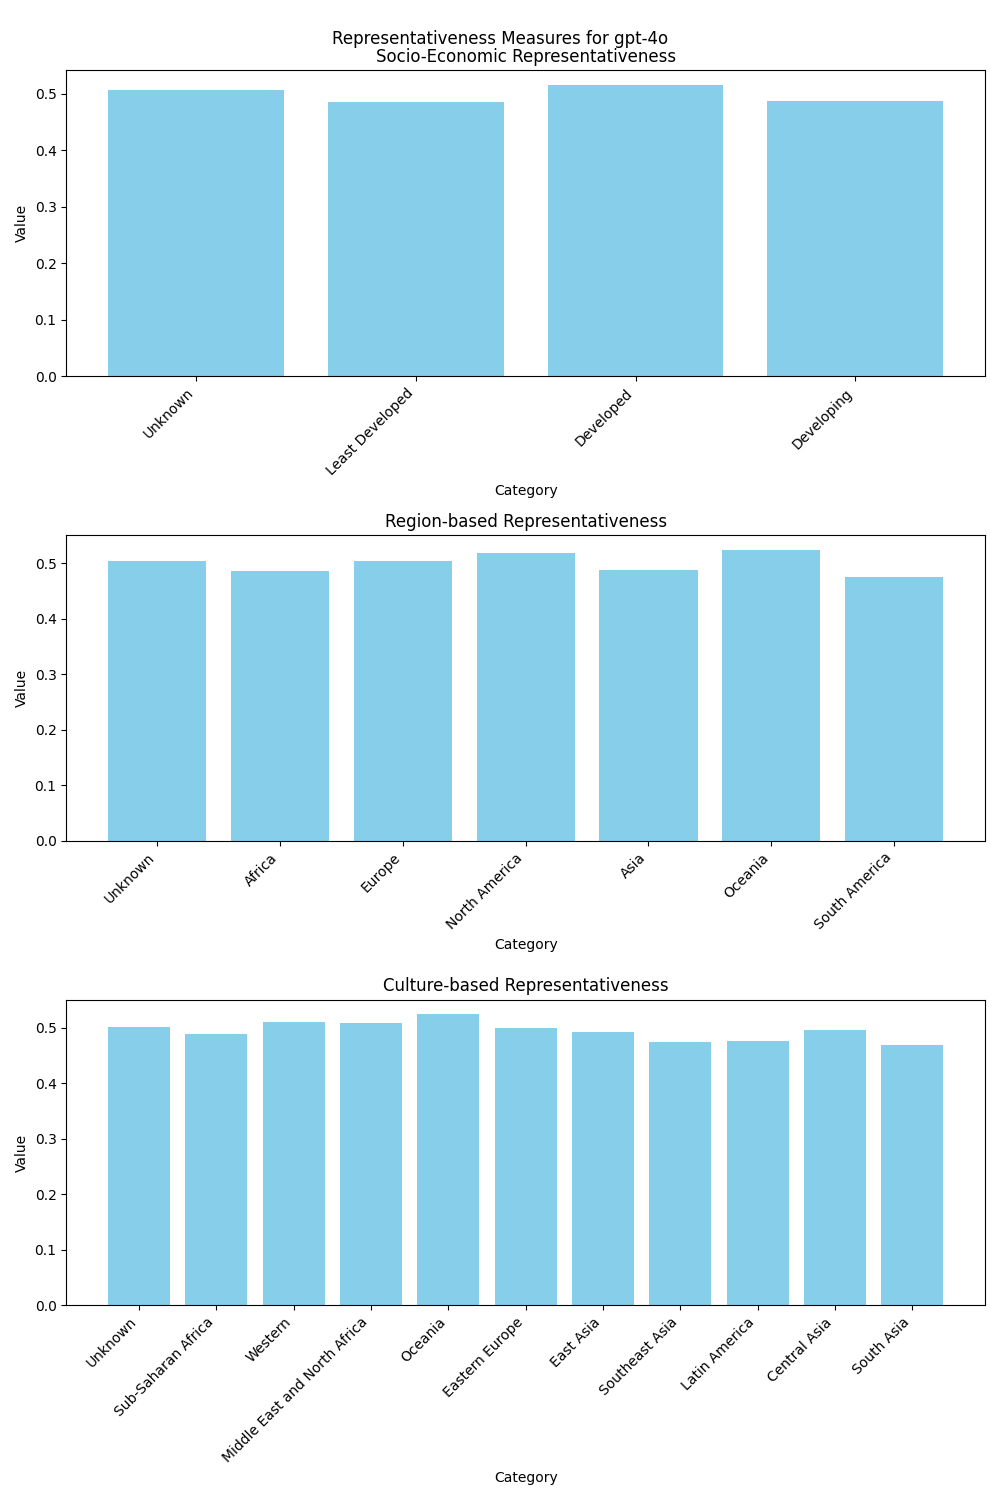 Representativeness Measures for gpt-4o
Socio-Economic Representativeness
0.5
0.4
0.3
0.2
0.1
0.0
Value
Unknown
Least Developed
Developed
Developing
Category
Region-based Representativeness
0.5
0.4
0.3
0.2
0.1
0.0
Value
Unknown
Africa
Europe
North America
Asia
Oceania
South America
Category
Culture-based Representativeness
0.5
0.4
0.3
0.2
0.1
0.0
Value
Unknown
Sub-Saharan Africa
Western
Middle East and North Africa
Oceania
Eastern Europe
East Asia
Southeast Asia
Latin America
Central Asia
South Asia
Category